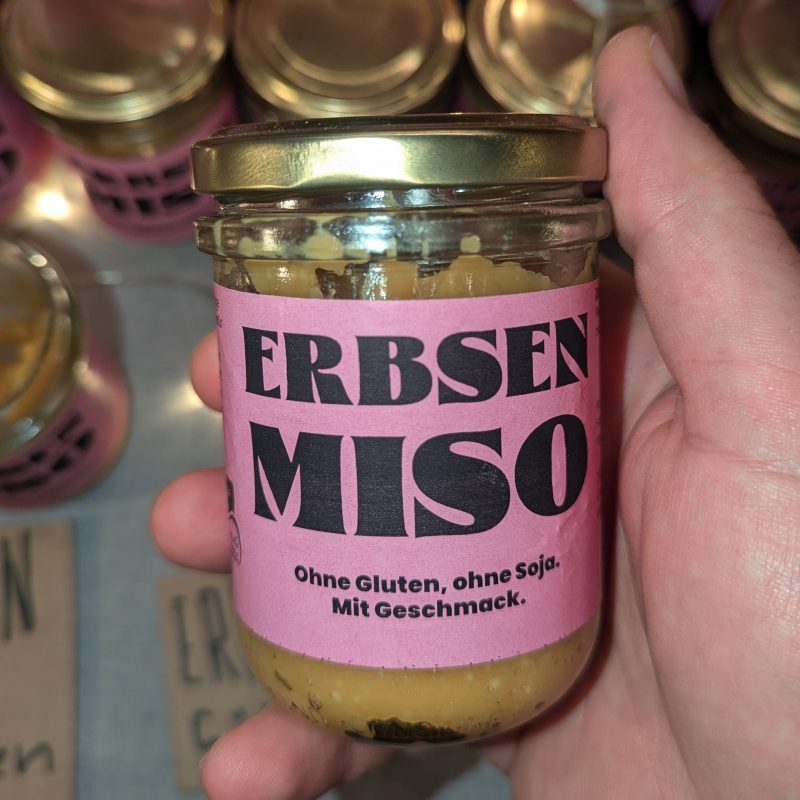 ERBSEN
MISO
Ohne Gluten, ohne Soja.
Mit Geschmack.